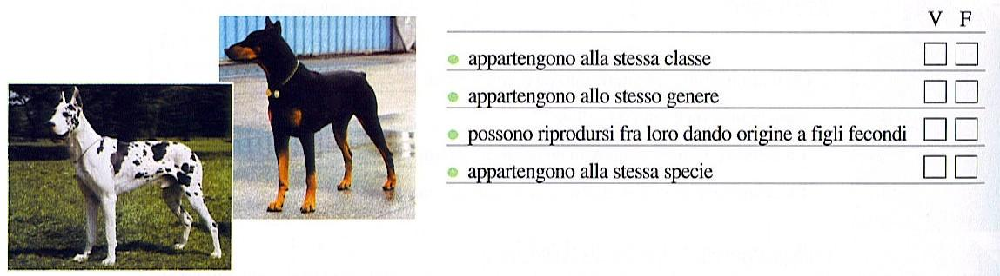 V F
appartengono alla stessa classe
appartengono allo stesso genere
possono riprodursi fra loro dando origine a figli fecondi
appartengono alla stessa specie